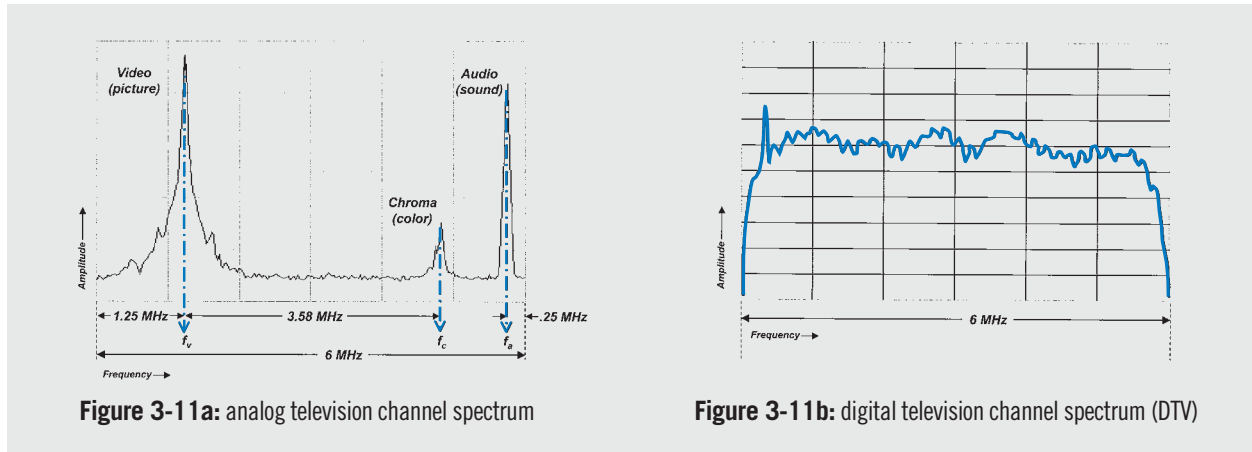 Video
(picture)
Audio
(sound)
Chroma
(color)
Amplitude
1.25 MHz
3.58 MHz
.25 MHz
fv
fc
fa
6 MHz
Frequency
Figure 3-11a: analog television channel spectrum
Amplitude
6 MHz
Frequency
Figure 3-11b: digital television channel spectrum (DTV)